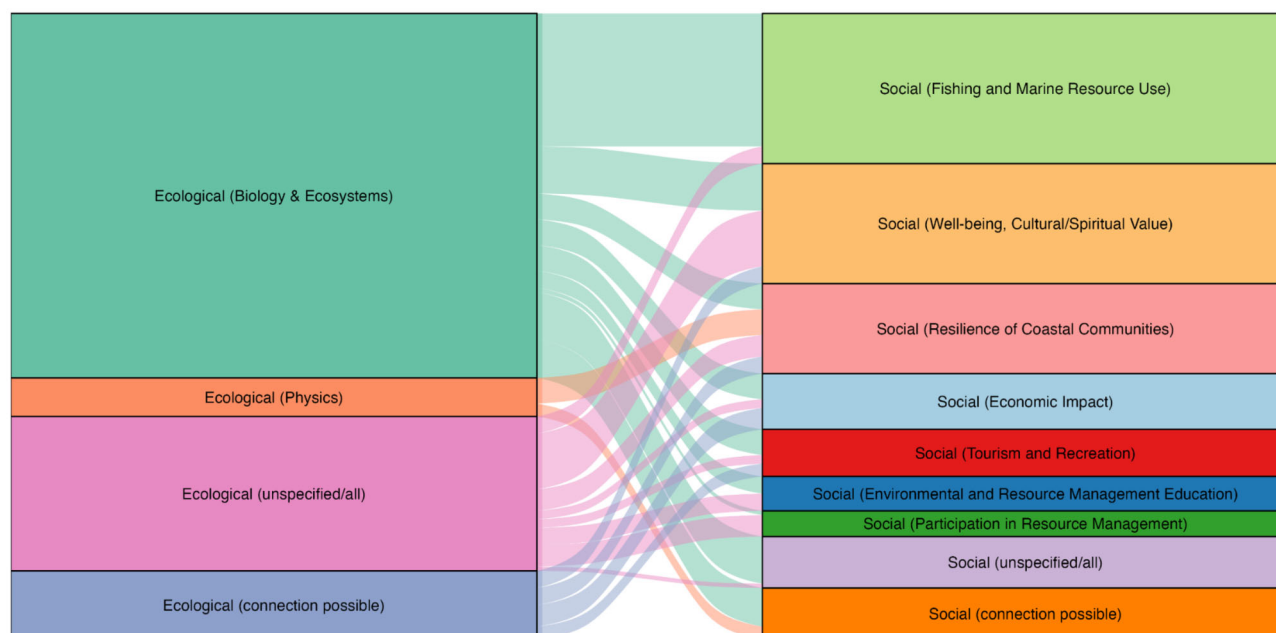 Ecological (Biology & Ecosystems)
Ecological (Physics)
Ecological (unspecified/all)
Ecological (connection possible)
Social (Fishing and Marine Resource Use)
Social (Well-being, Cultural/Spiritual Value)
Social (Resilience of Coastal Communities)
Social (Economic Impact)
Social (Tourism and Recreation)
Social (Environmental and Resource Management Education)
Social (Participation in Resource Management)
Social (unspecified/all)
Social (connection possible)